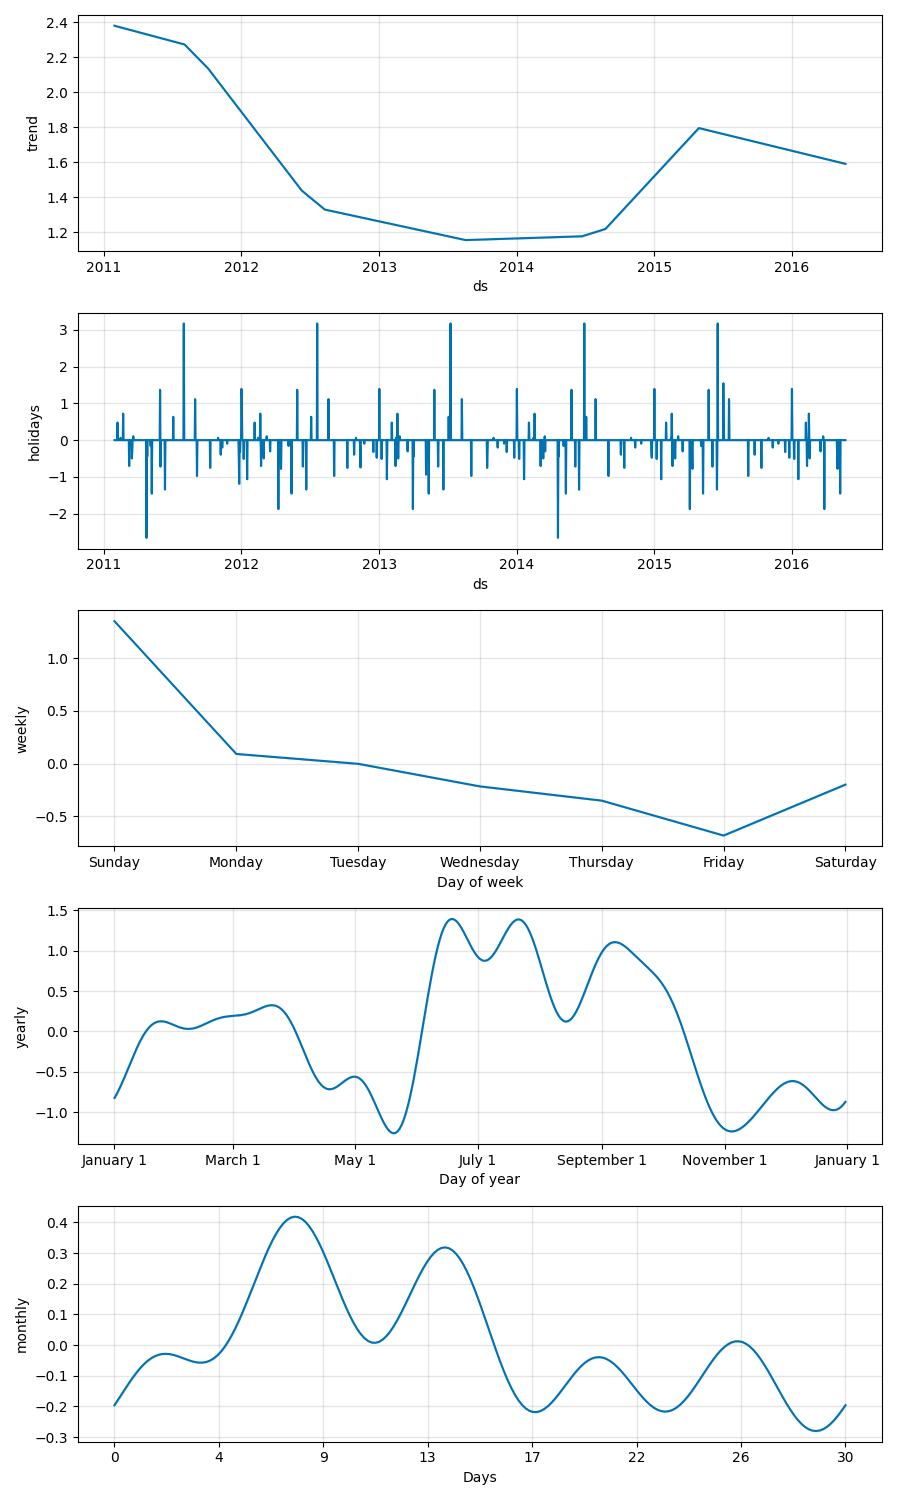 2.4
2.2
2.0
1.8
1.6
1.4
1.2
trend
2011 2012 2013 2014 2015 2016
ds
3
2
1
0
−1
−2
holidays
2011 2012 2013 2014 2015 2016
ds
1.0
0.5
0.0
−0.5
weekly
Sunday Monday Tuesday Wednesday Thursday Friday Saturday
Day of week
1.5
1.0
0.5
0.0
−0.5
−1.0
yearly
January 1 March 1 May 1 July 1 September 1 November 1 January 1
Day of year
0.4
0.3
0.2
0.1
0.0
−0.1
−0.2
−0.3
monthly
0 4 9 13 17 22 26 30
Days